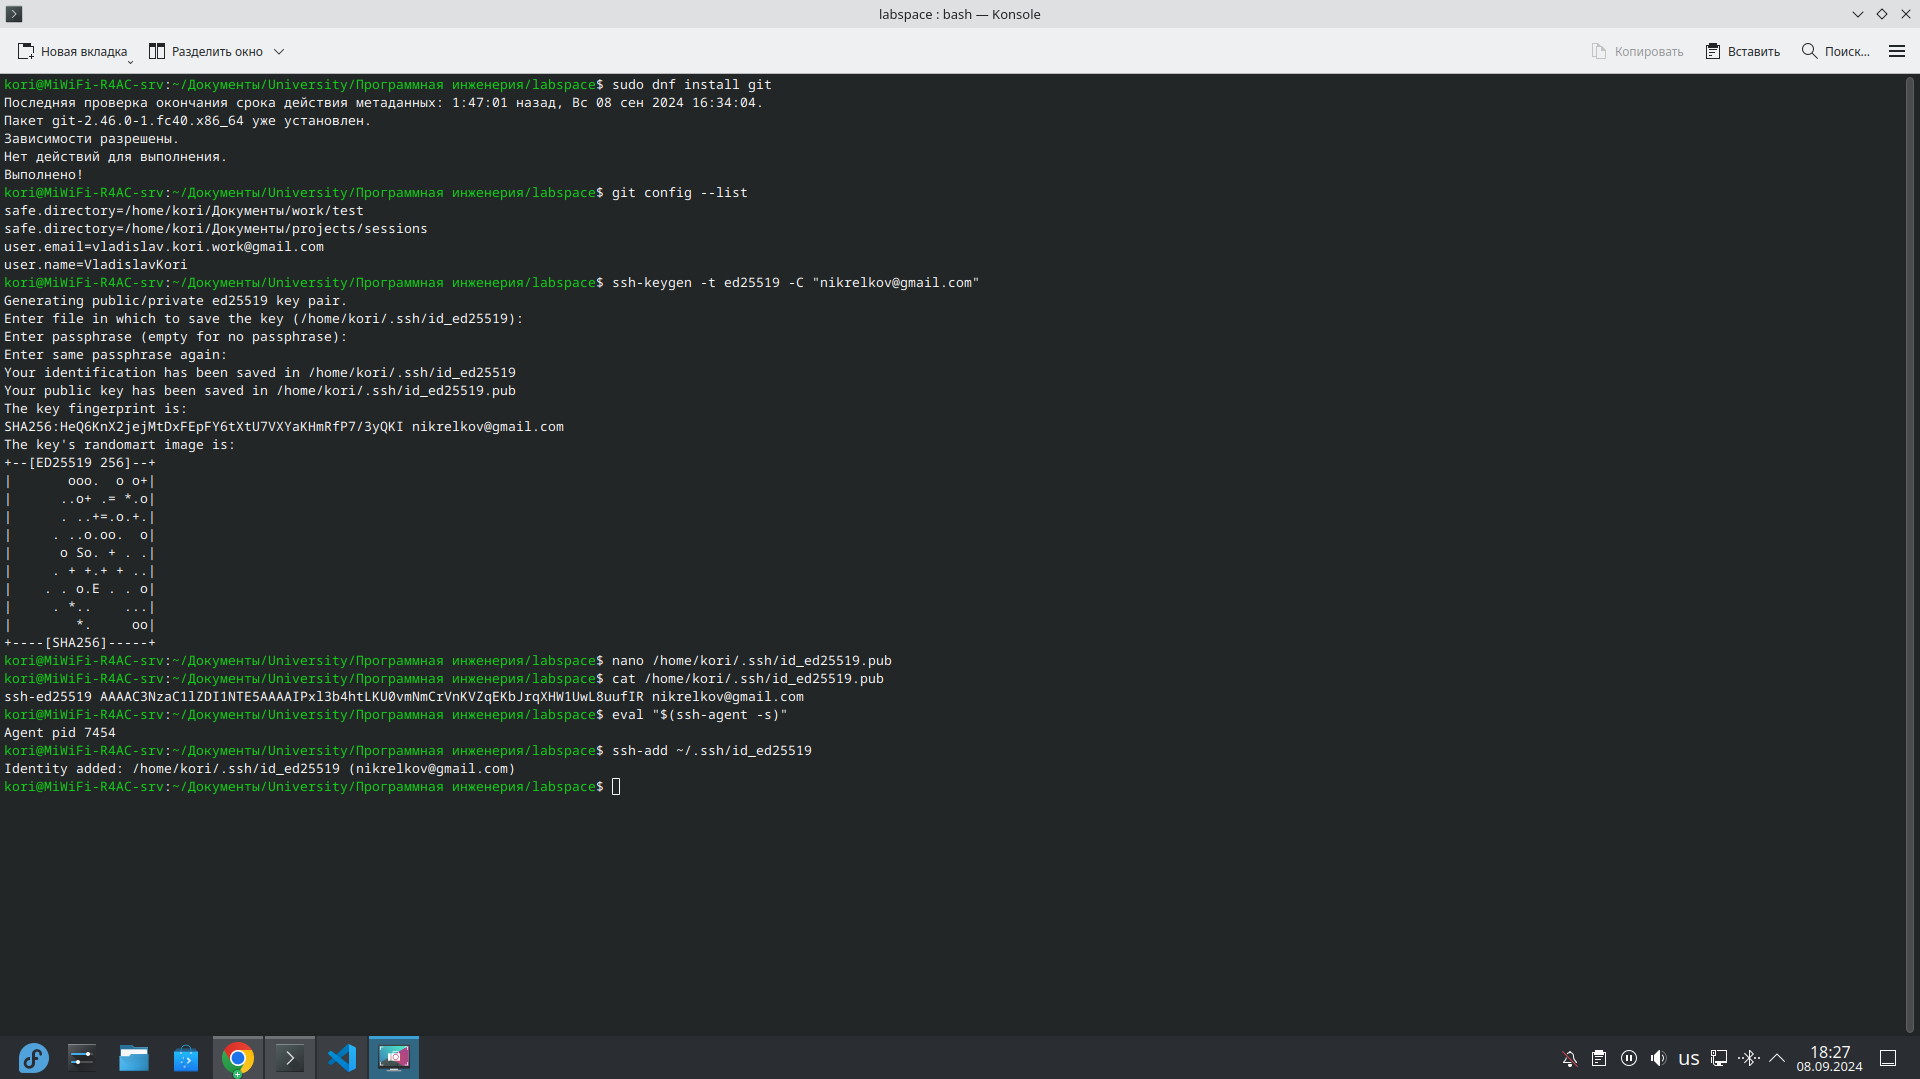 labspace : bash — Konsole
Новая вкладка
Разделить окно
Копировать
Вставить
Поиск...
kori@MiWiFi-R4AC-srv:~/Документы/University/Программная инженерия/labspace$ sudo dnf install git
Последняя проверка окончания срока действия метаданных: 1:47:01 назад, Вс 08 сен 2024 16:34:04.
Пакет git-2.46.0-1.fc40.x86_64 уже установлен.
Зависимости разрешены.
Нет действий для выполнения.
Выполнено!
kori@MiWiFi-R4AC-srv:~/Документы/University/Программная инженерия/labspace$ git config --list
safe.directory=/home/kori/Документы/work/test
safe.directory=/home/kori/Документы/projects/sessions
user.email=vladislav.kori.work@gmail.com
user.name=VladislavKori
kori@MiWiFi-R4AC-srv:~/Документы/University/Программная инженерия/labspace$ ssh-keygen -t ed25519 -C "nikrelkov@gmail.com"
Generating public/private ed25519 key pair.
Enter file in which to save the key (/home/kori/.ssh/id_ed25519):
Enter passphrase (empty for no passphrase):
Enter same passphrase again:
Your identification has been saved in /home/kori/.ssh/id_ed25519
Your public key has been saved in /home/kori/.ssh/id_ed25519.pub
The key fingerprint is:
SHA256:HeQ6KnX2jejMtDxFEpFY6tXtU7VXYaKHmRfP7/3yQKI nikrelkov@gmail.com
The key's randomart image is:
+--[ED25519 256]--+
|       ooo.  o o+|
|      ..o+ .= *.o|
|      . ..+=.o.+.|
|     . ..o.oo.  o|
|      o So. + . .|
|     . + +.+ + ..|
|    . . o.E . . o|
|     . *..    ...|
|        *.     oo|
+----[SHA256]-----+
kori@MiWiFi-R4AC-srv:~/Документы/University/Программная инженерия/labspace$ nano /home/kori/.ssh/id_ed25519.pub
kori@MiWiFi-R4AC-srv:~/Документы/University/Программная инженерия/labspace$ cat /home/kori/.ssh/id_ed25519.pub
ssh-ed25519 AAAAC3NzaC1lZDI1NTE5AAAAIPxl3b4htLKU0vmNmCrVnKVZqEKbJrqXHW1UwL8uufIR nikrelkov@gmail.com
kori@MiWiFi-R4AC-srv:~/Документы/University/Программная инженерия/labspace$ eval "$(ssh-agent -s)"
Agent pid 7454
kori@MiWiFi-R4AC-srv:~/Документы/University/Программная инженерия/labspace$ ssh-add ~/.ssh/id_ed25519
Identity added: /home/kori/.ssh/id_ed25519 (nikrelkov@gmail.com)
kori@MiWiFi-R4AC-srv:~/Документы/University/Программная инженерия/labspace$
us
18:27
08.09.2024